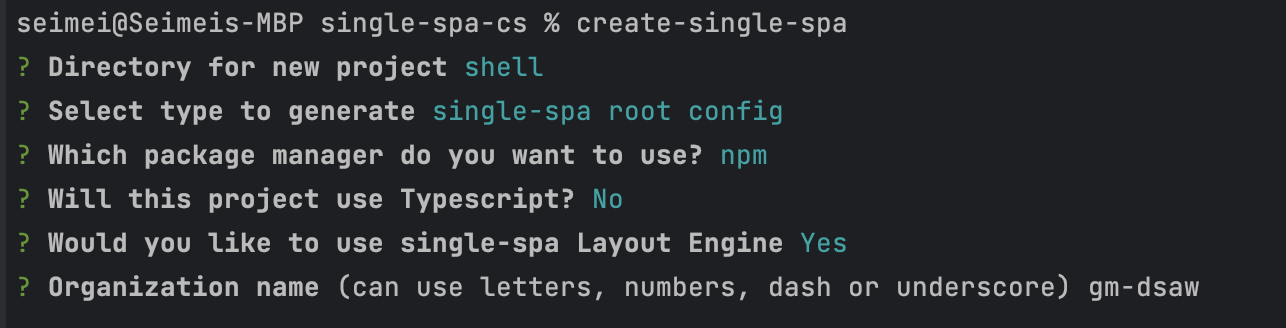 seimei@Seimeis-MBP single-spa-cs % create-single-spa
? Directory for new project shell
? Select type to generate single-spa root config
? Which package manager do you want to use? npm
? Will this project use Typescript? No
? Would you like to use single-spa Layout Engine Yes
? Organization name (can use letters, numbers, dash or underscore) gm-dsaw